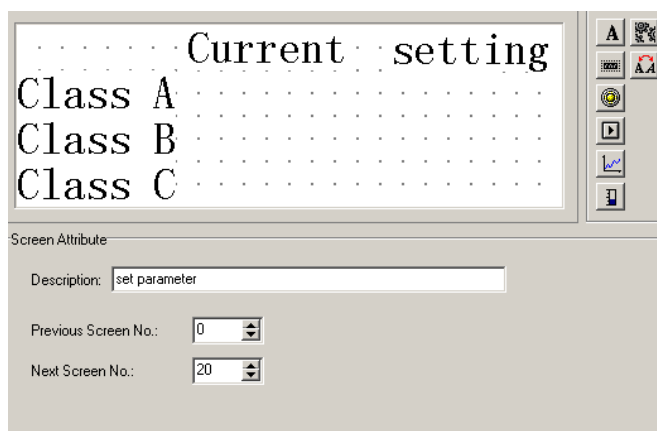 Current setting
Class A
Class B
Class C
A
A A
Screen Attribute
Description: set parameter
Previous Screen No.: 0
Next Screen No.: 20